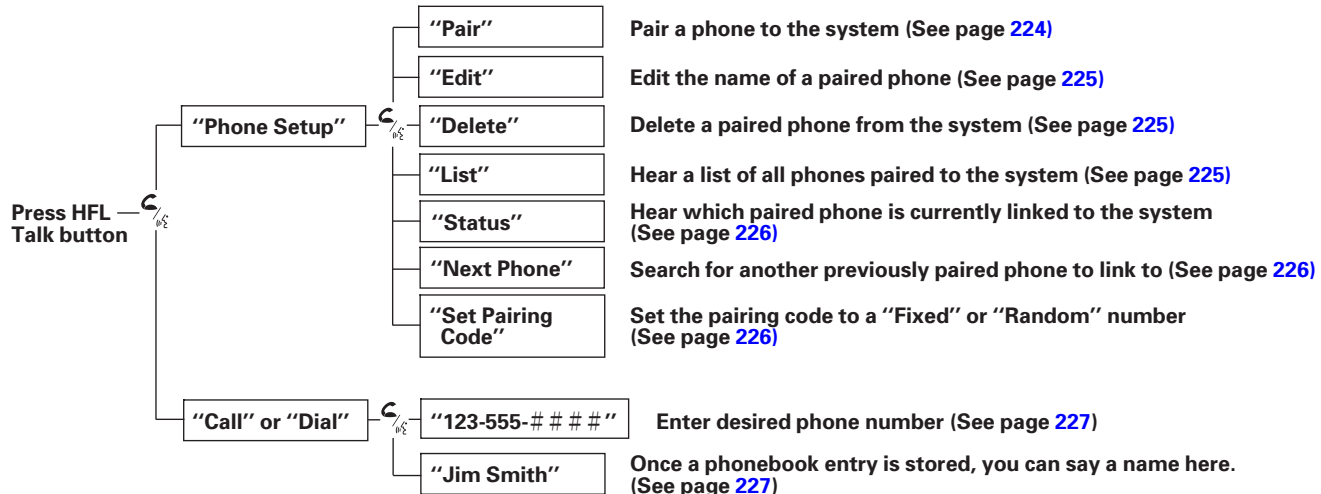 "Pair" Pair a phone to the system (See page 224)
"Edit" Edit the name of a paired phone (See page 225)
"Phone Setup" "Delete" Delete a paired phone from the system (See page 225)
"List" Hear a list of all phones paired to the system (See page 225)
Press HFL
Talk button
"Status" Hear which paired phone is currently linked to the system
(See page 226)
"Next Phone" Search for another previously paired phone to link to (See page 226)
"Set Pairing
Code"
Set the pairing code to a "Fixed" or "Random" number
(See page 226)
"Call" or "Dial" "123-555-####" Enter desired phone number (See page 227)
"Jim Smith" Once a phonebook entry is stored, you can say a name here.
(See page 227)